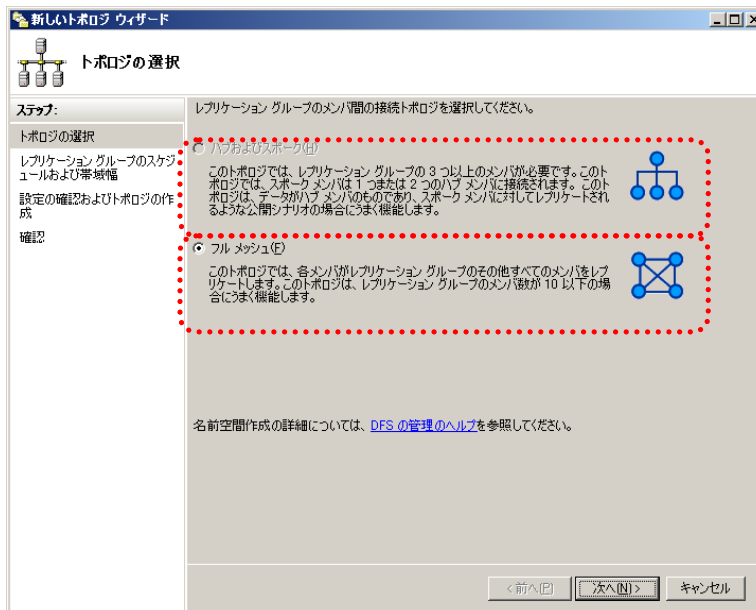 新しいトポロジ ウィザード
トポロジの選択
ステップ:
トポロジの選択
レプリケーション グループのスケジ
ュールおよび帯域幅
設定の確認およびトポロジの作
成
確認
レプリケーション グループのメンバ間の接続トポロジを選択してください。
ハブおよびスポーク(H)
このトポロジでは、レプリケーション グループの 3 つ以上のメンバが必要です。このト
ポロジでは、スポーク メンバは 1 つまたは 2 つのハブ メンバに接続されます。このト
ポロジは、データがハブ メンバのものであり、スポーク メンバに対してレプリケートされ
るような公開シナリオの場合にうまく機能します。
フル メッシュ(F)
このトポロジでは、各メンバがレプリケーション グループのその他すべてのメンバをレプ
リケートします。このトポロジは、レプリケーション グループのメンバ数が 10 以下の場
合にうまく機能します。
名前空間作成の詳細については、DFS の管理のヘルプを参照してください。
<前へ(P)
次へ(N)>
キャンセル